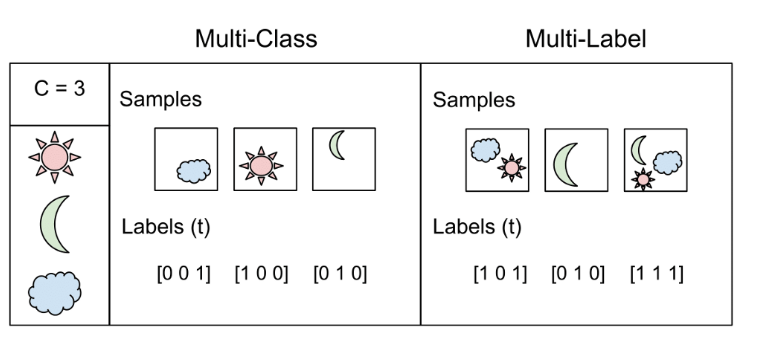 Multi-Class
Multi-Label
C = 3
Samples
Samples
Labels (t)
Labels (t)
[0 0 1] [1 0 0] [0 1 0]
[1 0 1] [0 1 0] [1 1 1]